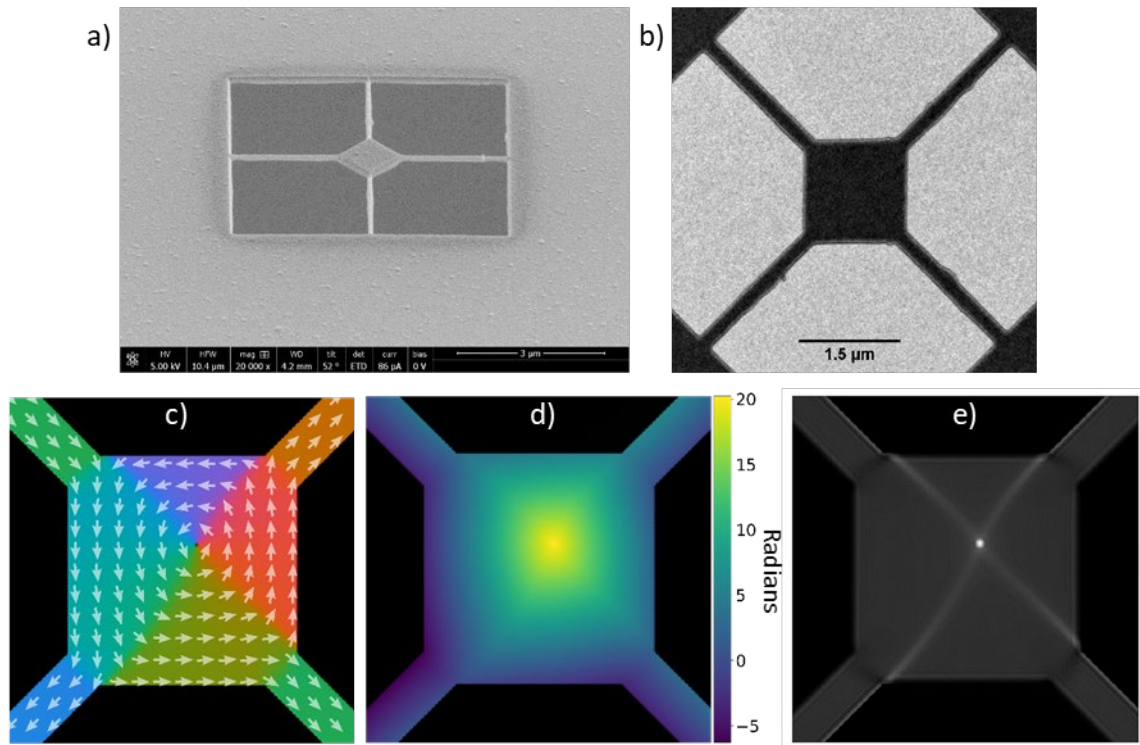 a)
b)
HV HFW mag WD tilt det curr bias
5.00 kV 10.4 µm 20 000 x 4.2 mm 52 ° ETD 86 pA 0 V
3 µm
1.5 µm
c)
d)
e)
20
15
10
5
0
−5
Radians